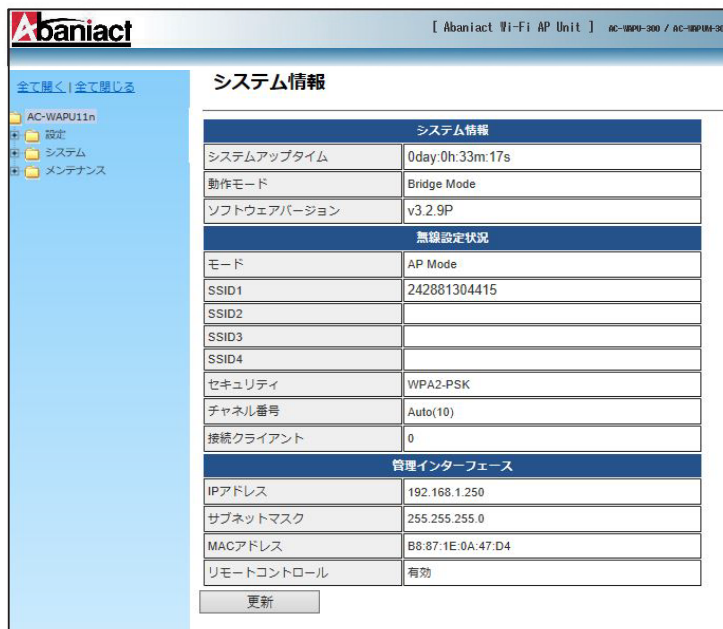 Abaniact
[ Abaniact Wi-Fi AP Unit ] AC-WAPU-300 / AC-WAPUM-30
全て開く | 全て閉じる
システム情報
AC-WAPU11n
設定
システム
メンテナンス
システム情報
システムアップタイム 0day:0h:33m:17s
動作モード Bridge Mode
ソフトウェアバージョン v3.2.9P
無線設定状況
モード AP Mode
SSID1 242881304415
SSID2
SSID3
SSID4
セキュリティ WPA2-PSK
チャネル番号 Auto(10)
接続クライアント 0
管理インターフェース
IPアドレス 192.168.1.250
サブネットマスク 255.255.255.0
MACアドレス B8:87:1E:0A:47:D4
リモートコントロール 有効
更新